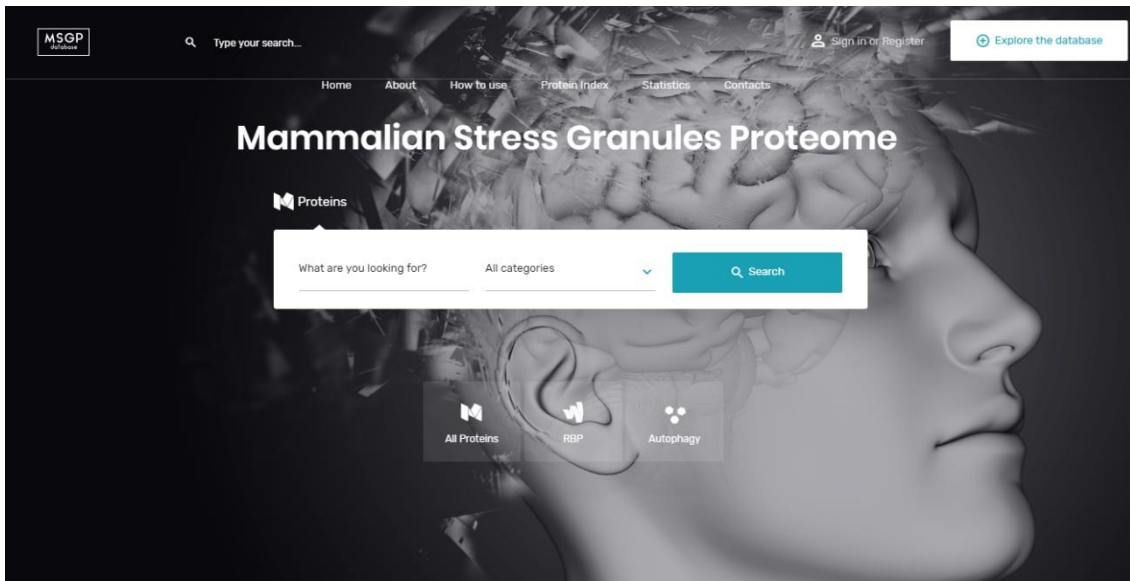 MSGP
database
Type your search...
Sign in or Register
Explore the database
Home About How to use Protein Index Statistics Contacts
Mammalian Stress Granules Proteome
Proteins
What are you looking for?
All categories
Search
All Proteins
RBP
Autophagy